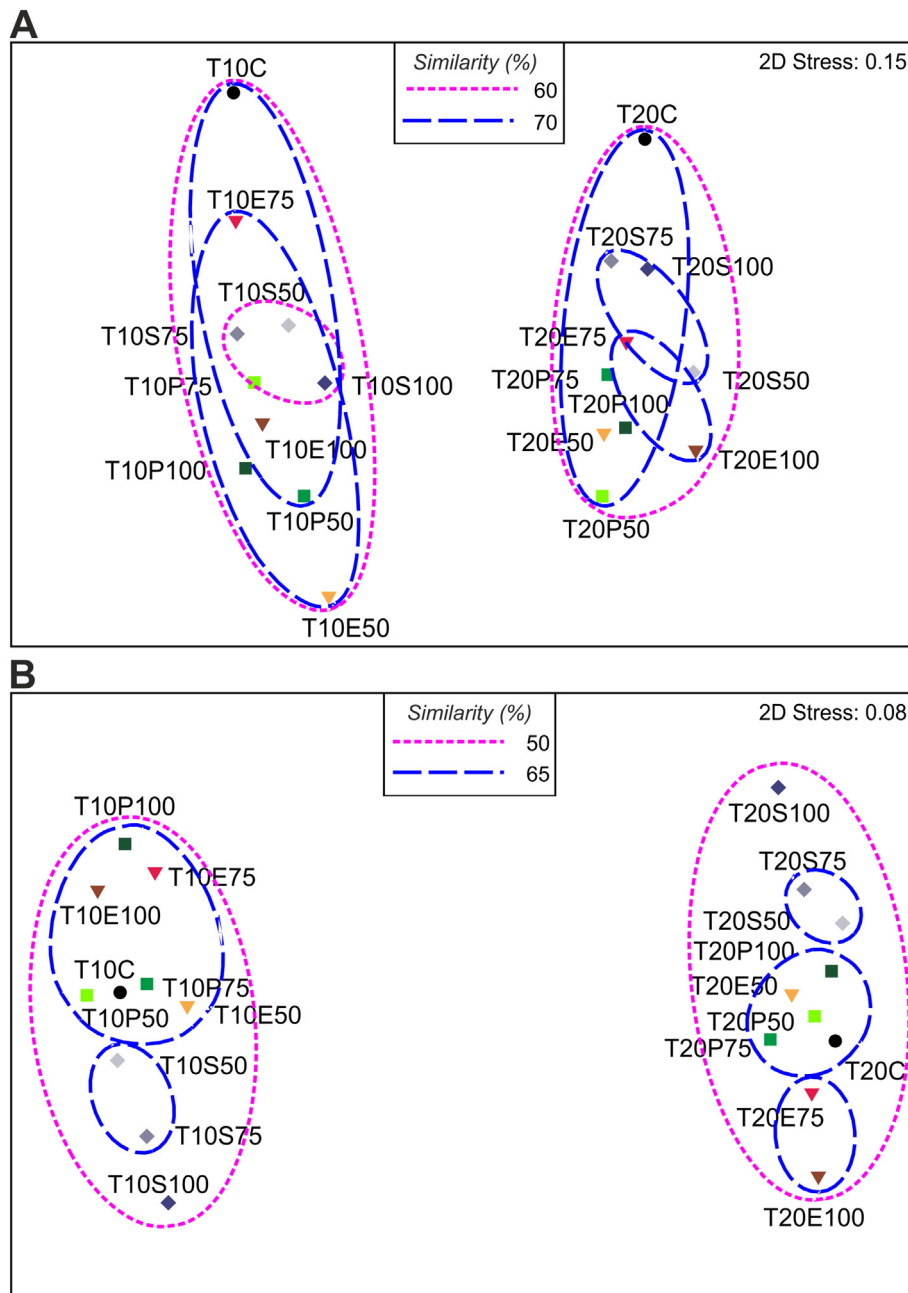 A
T10C
Similarity (%)
60
70
2D Stress: 0.15
T20C
T10E75
T20S75
T20S100
T10S50
T10S75
T20E75
T10P75
T10S100
T20P75
T20S50
T20P100
T10E100
T20E50
T20E100
T10P100
T10P50
T20P50
T10E50
B
Similarity (%)
50
65
2D Stress: 0.08
T10P100
T20S100
T10E75
T20S75
T10E100
T20S50
T20P100
T10C
T10P75
T20E50
T10P50
T10E50
T20P50
T20P75
T10S50
T20C
T20E75
T10S75
T10S100
T20E100